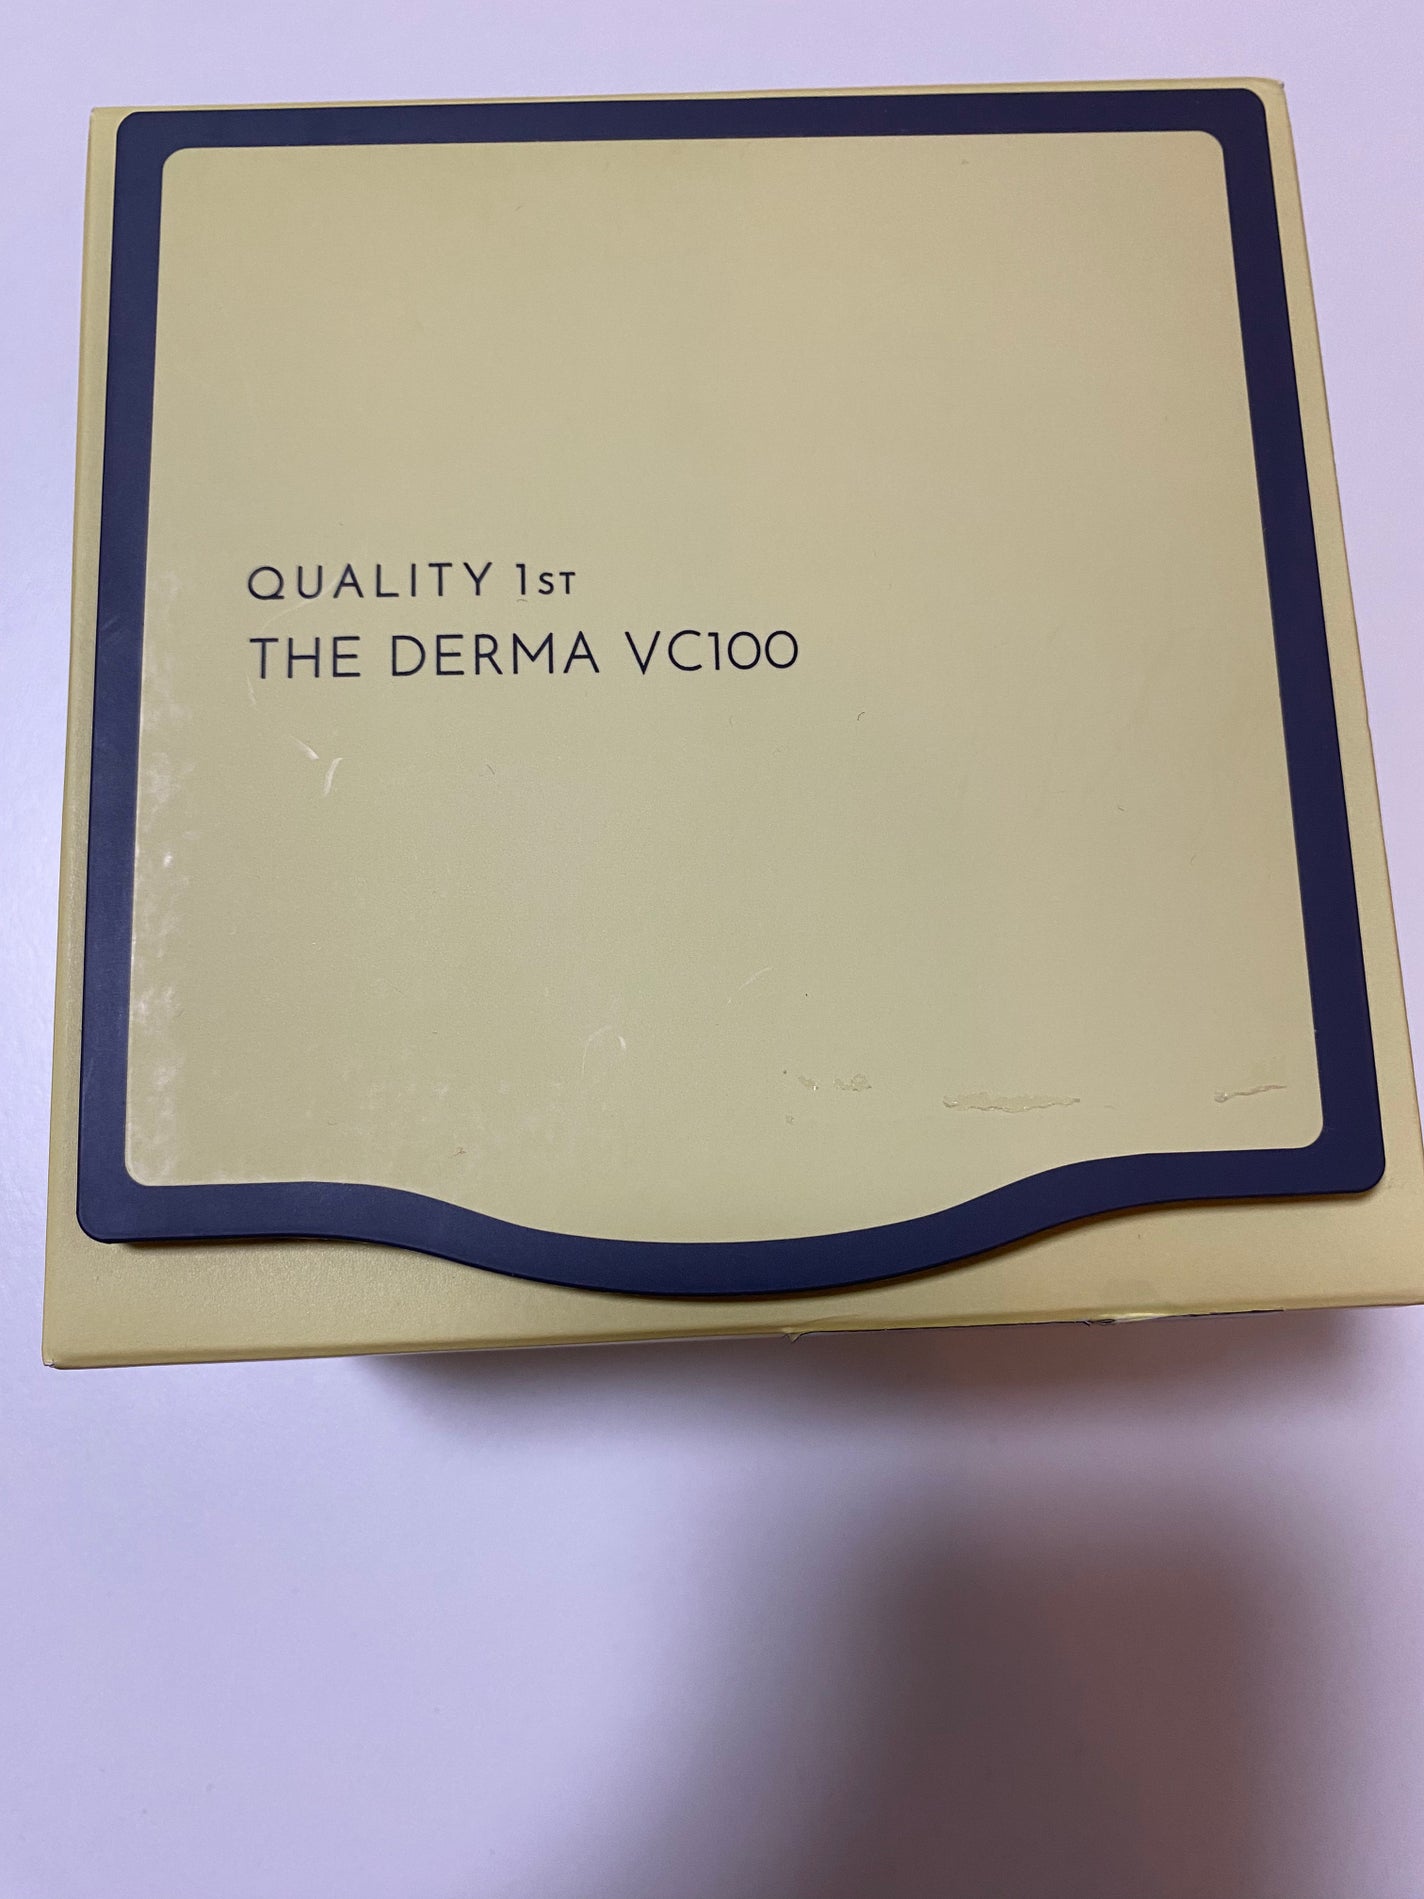 QUALITY 1ST
THE DERMA VC100